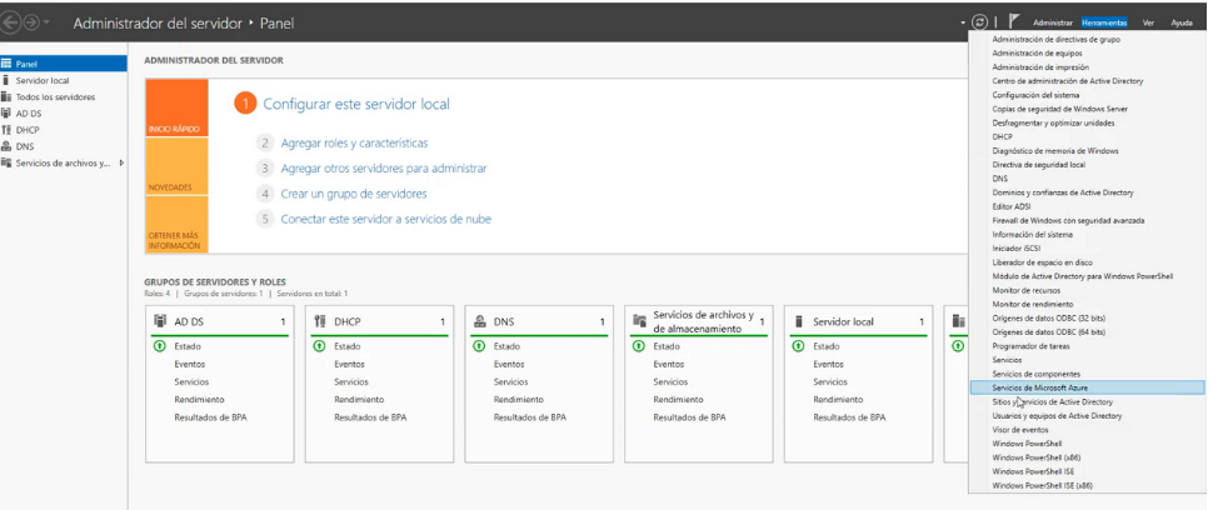 Administrador del servidor ‣ Panel
Administrar Herramientas Ver Ayuda
Panel
Servidor local
Todos los servidores
AD DS
DHCP
DNS
Servicios de archivos y...
ADMINISTRADOR DEL SERVIDOR
INICIO RÁPIDO
NOVEDADES
OBTENER MÁS
INFORMACIÓN
1 Configurar este servidor local
2 Agregar roles y características
3 Agregar otros servidores para administrar
4 Crear un grupo de servidores
5 Conectar este servidor a servicios de nube
GRUPOS DE SERVIDORES Y ROLES
Roles: 4 | Grupos de servidores: 1 | Servidores en total: 1
AD DS 1
Estado
Eventos
Servicios
Rendimiento
Resultados de BPA
DHCP 1
Estado
Eventos
Servicios
Rendimiento
Resultados de BPA
DNS 1
Estado
Eventos
Servicios
Rendimiento
Resultados de BPA
Servicios de archivos y
de almacenamiento 1
Estado
Eventos
Servicios
Rendimiento
Resultados de BPA
Servidor local 1
Estado
Eventos
Servicios
Rendimiento
Resultados de BPA
Administración de directivas de grupo
Administración de equipos
Administración de impresión
Centro de administración de Active Directory
Configuración del sistema
Copias de seguridad de Windows Server
Desfragmentar y optimizar unidades
DHCP
Diagnóstico de memoria de Windows
Directiva de seguridad local
DNS
Dominios y confianzas de Active Directory
Editor ADSI
Firewall de Windows con seguridad avanzada
Información del sistema
Iniciador iSCSI
Liberador de espacio en disco
Módulo de Active Directory para Windows PowerShell
Monitor de recursos
Monitor de rendimiento
Orígenes de datos ODBC (32 bits)
Orígenes de datos ODBC (64 bits)
Programador de tareas
Servicios
Servicios de componentes
Servicios de Microsoft Azure
Sitios y servicios de Active Directory
Usuarios y equipos de Active Directory
Visor de eventos
Windows PowerShell
Windows PowerShell (x86)
Windows PowerShell ISE
Windows PowerShell ISE (x86)